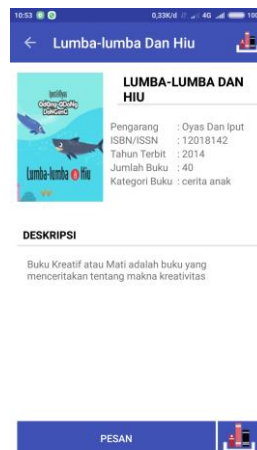 10:53
0,33K/d
4G
100
Lumba-lumba Dan Hiu
LUMBA-LUMBA DAN
HIU
Pengarang : Oyas Dan Iput
ISBN/ISSN : 12018142
Tahun Terbit : 2014
Jumlah Buku : 40
Kategori Buku : cerita anak
Lumba-lumba & Hiu
DESKRIPSI
Buku Kreatif atau Mati adalah buku yang
menceritakan tentang makna kreativitas
PESAN